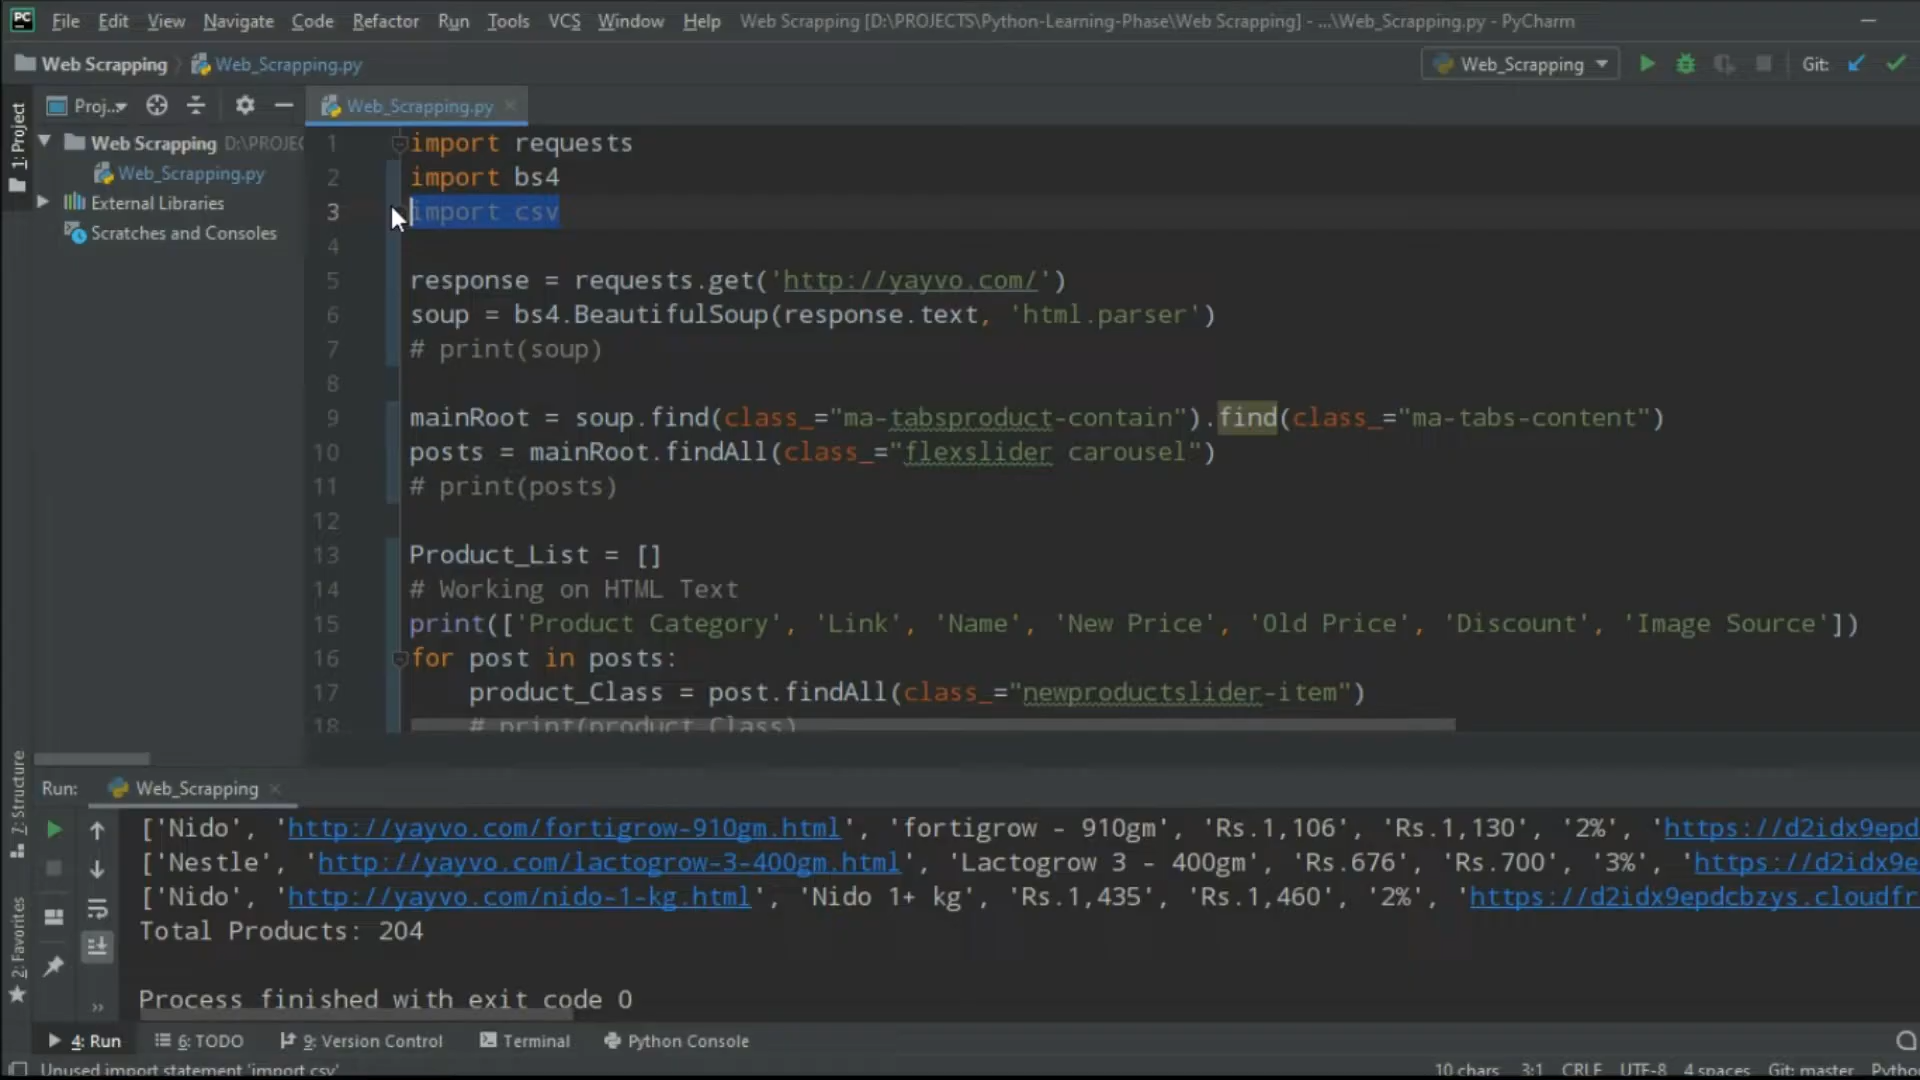 PC File Edit View Navigate Code Refactor Run Tools VCS Window Help Web Scrapping [D:\PROJECTS\Python-Learning-Phase\Web Scrapping] - ...\Web_Scrapping.py - PyCharm
Web Scrapping Web_Scrapping.py Web_Scrapping Git:
Proj... Web_Scrapping.py
1: Project
Web Scrapping D:\PROJEC
Web_Scrapping.py
External Libraries
Scratches and Consoles
1 import requests
2 import bs4
3 import csv
4
5 response = requests.get('http://yayvo.com/')
6 soup = bs4.BeautifulSoup(response.text, 'html.parser')
7 # print(soup)
8
9 mainRoot = soup.find(class_="ma-tabsproduct-contain").find(class_="ma-tabs-content")
10 posts = mainRoot.findAll(class_="flexslider carousel")
11 # print(posts)
12
13 Product_List = []
14 # Working on HTML Text
15 print(['Product Category', 'Link', 'Name', 'New Price', 'Old Price', 'Discount', 'Image Source'])
16 for post in posts:
17 product_Class = post.findAll(class_="newproductslider-item")
18 # print(product_Class)
7: Structure
2: Favorites
Run: Web_Scrapping
['Nido', 'http://yayvo.com/fortigrow-910gm.html', 'fortigrow - 910gm', 'Rs.1,106', 'Rs.1,130', '2%', 'https://d2idx9epd
['Nestle', 'http://yayvo.com/lactogrow-3-400gm.html', 'Lactogrow 3 - 400gm', 'Rs.676', 'Rs.700', '3%', 'https://d2idx9e
['Nido', 'http://yayvo.com/nido-1-kg.html', 'Nido 1+ kg', 'Rs.1,435', 'Rs.1,460', '2%', 'https://d2idx9epdcbzys.cloudfr
Total Products: 204
Process finished with exit code 0
4: Run 6: TODO 9: Version Control Terminal Python Console
Unused import statement 'import csv' 10 chars 3:1 CRLF UTF-8 4 spaces Git: master Pytho